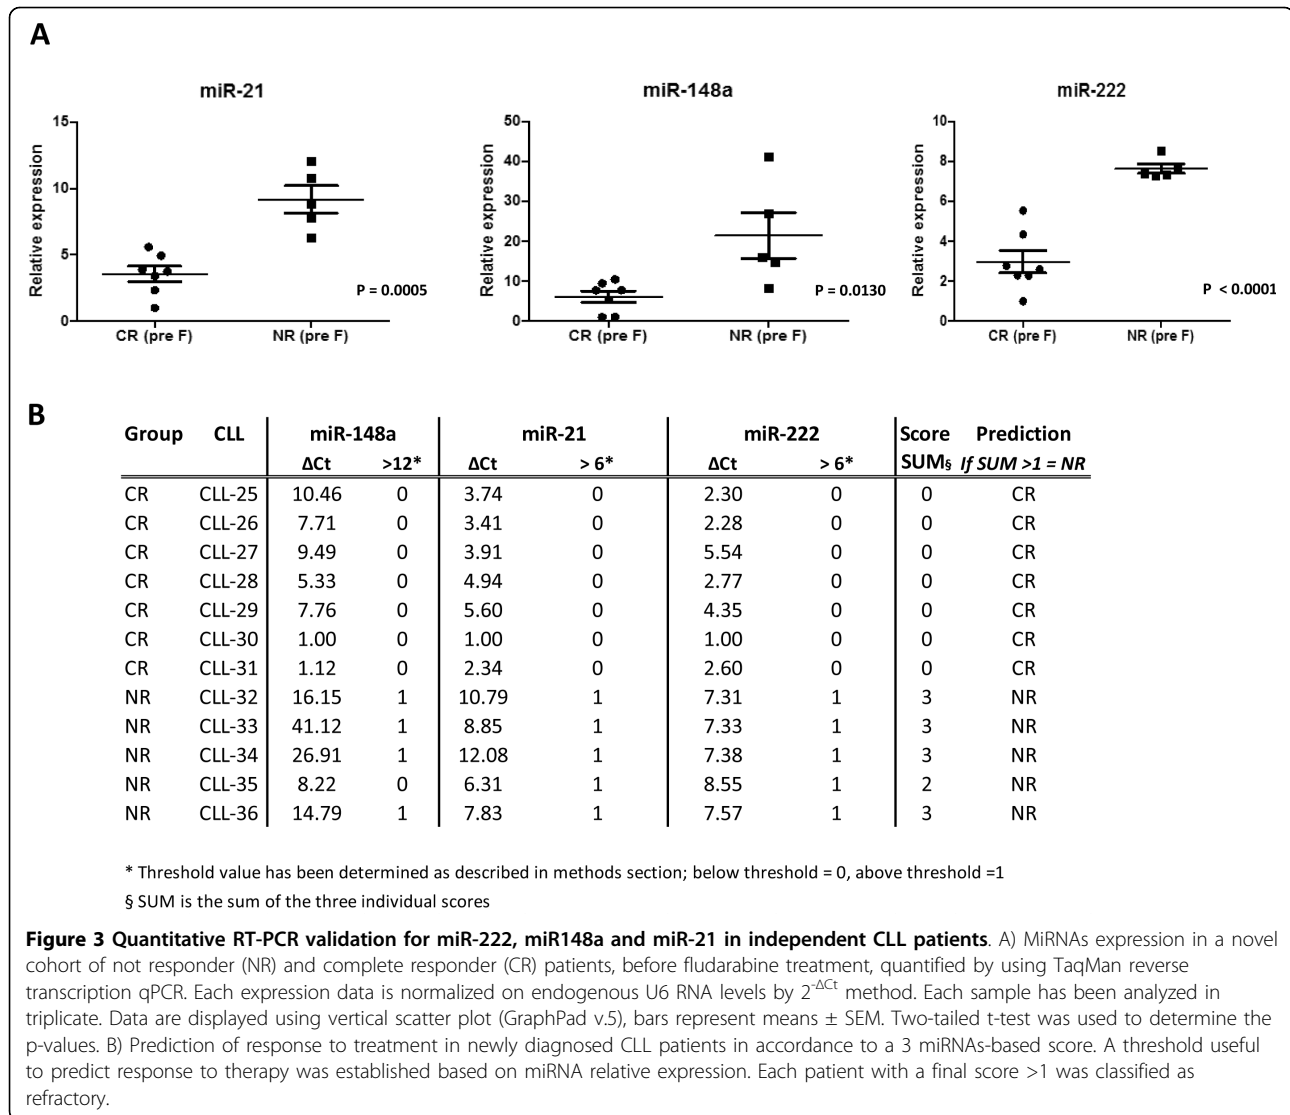 A
miR-21
miR-148a
miR-222
Relative expression
15
10
5
0
P = 0.0005
CR (pre F)
NR (pre F)
Relative expression
50
40
30
20
10
0
P = 0.0130
CR (pre F)
NR (pre F)
Relative expression
10
8
6
4
2
0
P < 0.0001
CR (pre F)
NR (pre F)
B
Group CLL miR-148a miR-21 miR-222 Score Prediction
ΔCt >12* ΔCt > 6* ΔCt > 6* SUM§ If SUM >1 = NR
CR CLL-25 10.46 0 3.74 0 2.30 0 0 CR
CR CLL-26 7.71 0 3.41 0 2.28 0 0 CR
CR CLL-27 9.49 0 3.91 0 5.54 0 0 CR
CR CLL-28 5.33 0 4.94 0 2.77 0 0 CR
CR CLL-29 7.76 0 5.60 0 4.35 0 0 CR
CR CLL-30 1.00 0 1.00 0 1.00 0 0 CR
CR CLL-31 1.12 0 2.34 0 2.60 0 0 CR
NR CLL-32 16.15 1 10.79 1 7.31 1 3 NR
NR CLL-33 41.12 1 8.85 1 7.33 1 3 NR
NR CLL-34 26.91 1 12.08 1 7.38 1 3 NR
NR CLL-35 8.22 0 6.31 1 8.55 1 2 NR
NR CLL-36 14.79 1 7.83 1 7.57 1 3 NR
* Threshold value has been determined as described in methods section; below threshold = 0, above threshold =1
§ SUM is the sum of the three individual scores
Figure 3 Quantitative RT-PCR validation for miR-222, miR148a and miR-21 in independent CLL patients. A) MiRNAs expression in a novel
cohort of not responder (NR) and complete responder (CR) patients, before fludarabine treatment, quantified by using TaqMan reverse
transcription qPCR. Each expression data is normalized on endogenous U6 RNA levels by 2-ΔCt method. Each sample has been analyzed in
triplicate. Data are displayed using vertical scatter plot (GraphPad v.5), bars represent means ± SEM. Two-tailed t-test was used to determine the
p-values. B) Prediction of response to treatment in newly diagnosed CLL patients in accordance to a 3 miRNAs-based score. A threshold useful
to predict response to therapy was established based on miRNA relative expression. Each patient with a final score >1 was classified as
refractory.